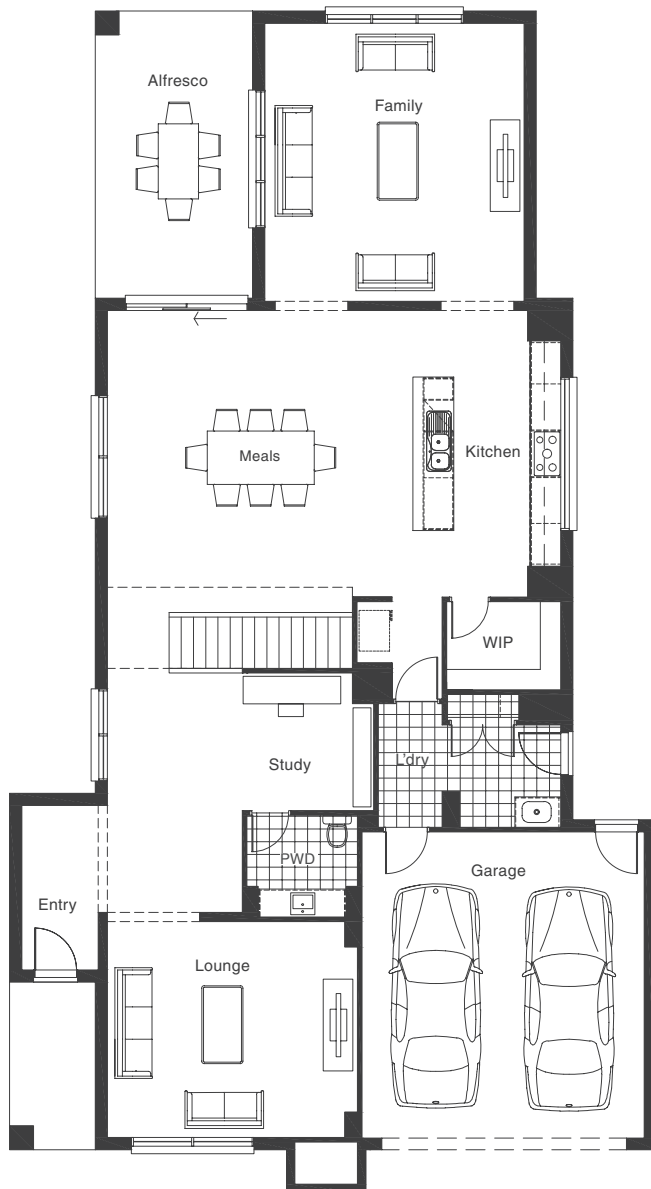 Alfresco
Family
Meals
Kitchen
WIP
Study
L'dry
PWD
Garage
Entry
Lounge